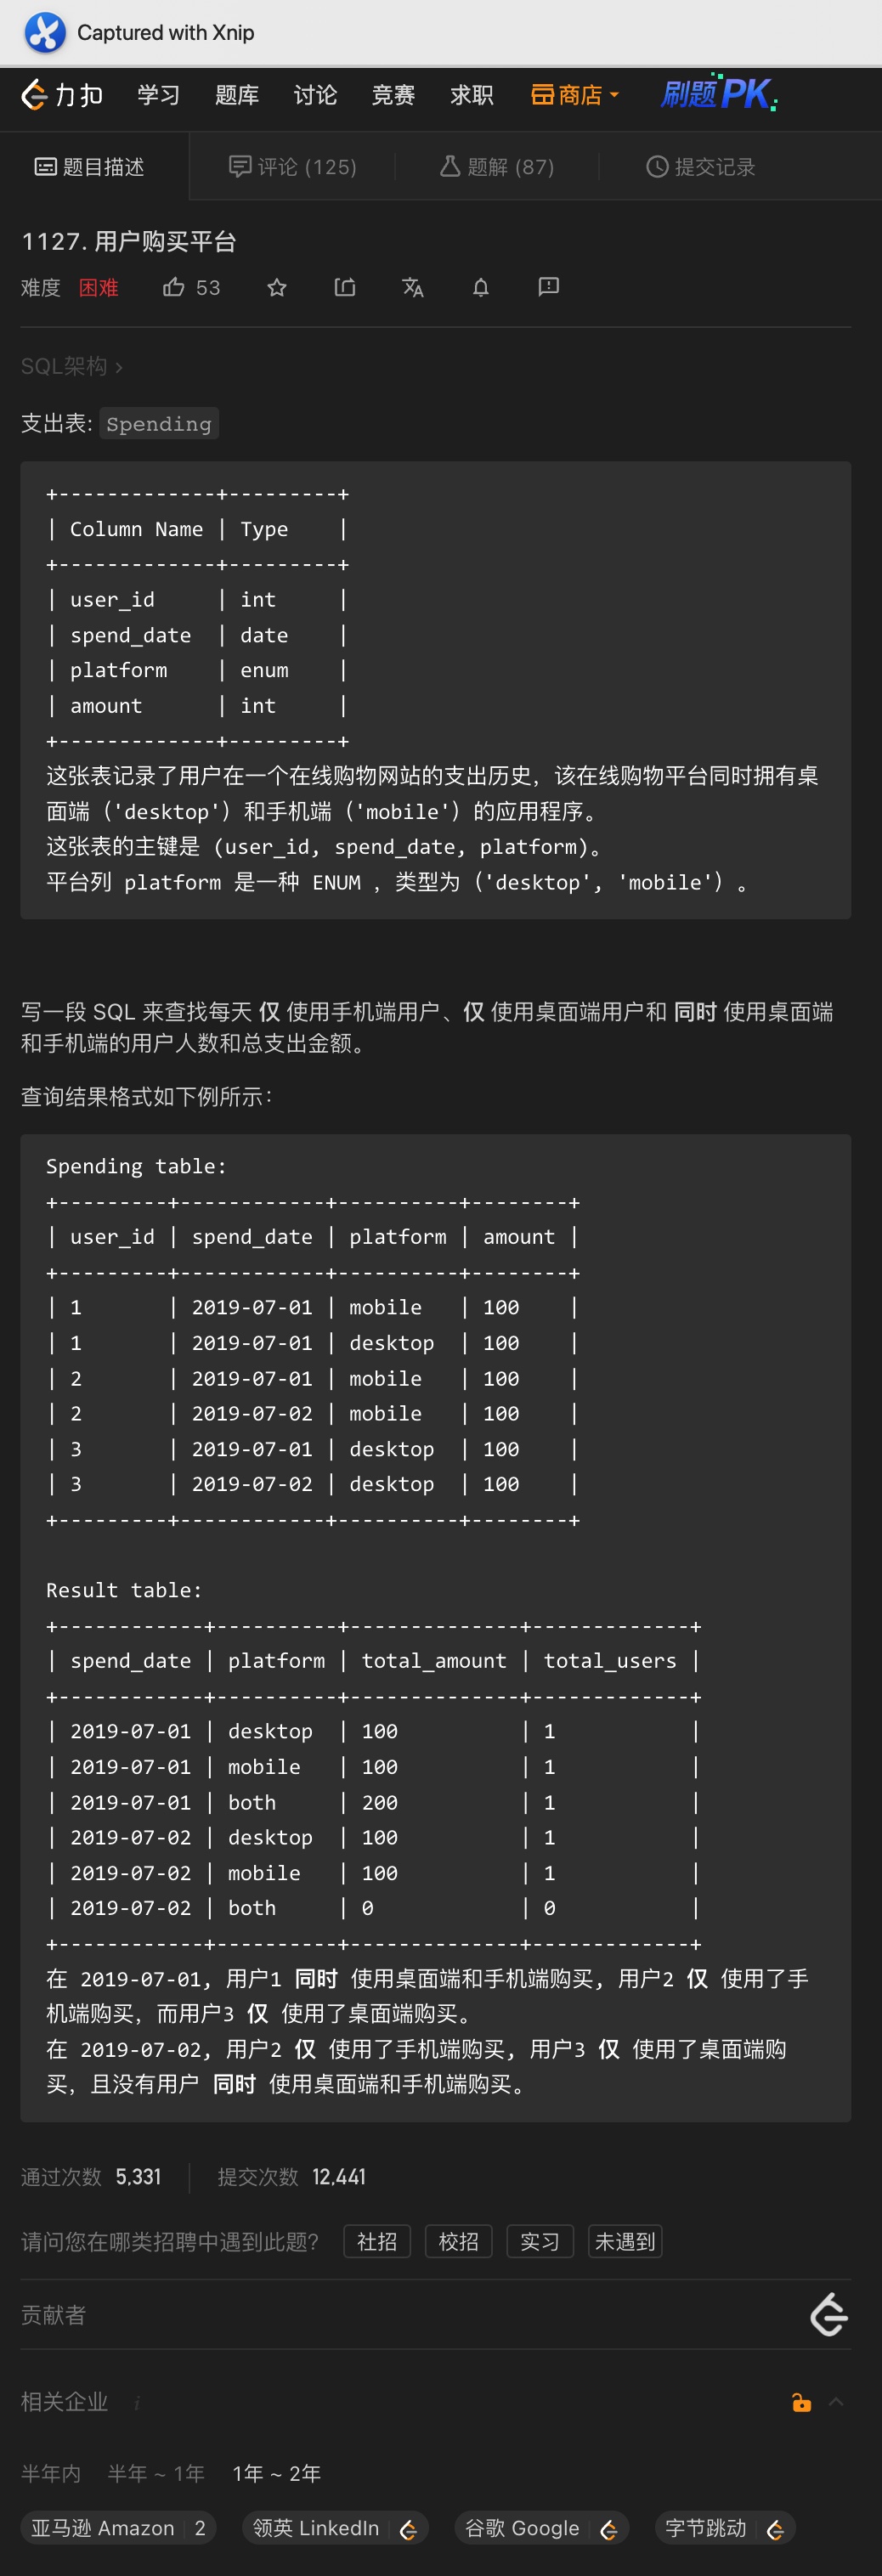 Captured with Xnip
力扣 学习 题库 讨论 竞赛 求职 商店 刷题PK
题目描述 评论 (125) 题解 (87) 提交记录
1127. 用户购买平台
难度 困难 53
SQL架构
支出表: Spending
+-------------+---------+
| Column Name | Type    |
+-------------+---------+
| user_id     | int     |
| spend_date  | date    |
| platform    | enum    |
| amount      | int     |
+-------------+---------+
这张表记录了用户在一个在线购物网站的支出历史，该在线购物平台同时拥有桌
面端（'desktop'）和手机端（'mobile'）的应用程序。
这张表的主键是 (user_id, spend_date, platform)。
平台列 platform 是一种 ENUM ，类型为（'desktop', 'mobile'）。
写一段 SQL 来查找每天 仅 使用手机端用户、仅 使用桌面端用户和 同时 使用桌面端
和手机端的用户人数和总支出金额。
查询结果格式如下例所示：
Spending table:
+---------+------------+----------+--------+
| user_id | spend_date | platform | amount |
+---------+------------+----------+--------+
| 1       | 2019-07-01 | mobile   | 100    |
| 1       | 2019-07-01 | desktop  | 100    |
| 2       | 2019-07-01 | mobile   | 100    |
| 2       | 2019-07-02 | mobile   | 100    |
| 3       | 2019-07-01 | desktop  | 100    |
| 3       | 2019-07-02 | desktop  | 100    |
+---------+------------+----------+--------+
Result table:
+------------+----------+--------------+-------------+
| spend_date | platform | total_amount | total_users |
+------------+----------+--------------+-------------+
| 2019-07-01 | desktop  | 100          | 1           |
| 2019-07-01 | mobile   | 100          | 1           |
| 2019-07-01 | both     | 200          | 1           |
| 2019-07-02 | desktop  | 100          | 1           |
| 2019-07-02 | mobile   | 100          | 1           |
| 2019-07-02 | both     | 0            | 0           |
+------------+----------+--------------+-------------+
在 2019-07-01, 用户1 同时 使用桌面端和手机端购买, 用户2 仅 使用了手
机端购买，而用户3 仅 使用了桌面端购买。
在 2019-07-02, 用户2 仅 使用了手机端购买, 用户3 仅 使用了桌面端购
买，且没有用户 同时 使用桌面端和手机端购买。
通过次数 5,331 提交次数 12,441
请问您在哪类招聘中遇到此题? 社招 校招 实习 未遇到
贡献者
相关企业 i
半年内 半年 ~ 1年 1年 ~ 2年
亚马逊 Amazon 2 领英 LinkedIn 谷歌 Google 字节跳动